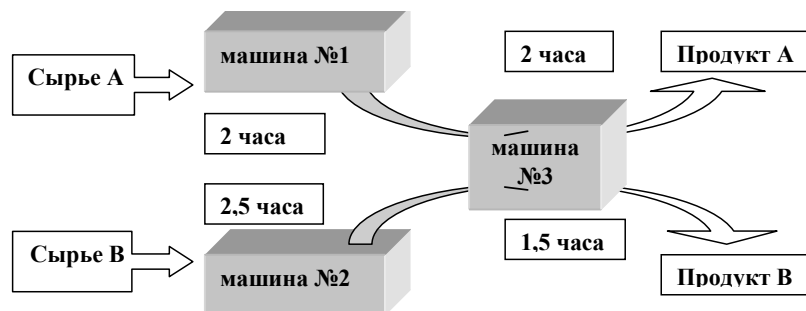 машина №1
2 часа
Продукт А
Сырье А
2 часа
машина
№3
2,5 часа
1,5 часа
Сырье В
машина №2
Продукт В